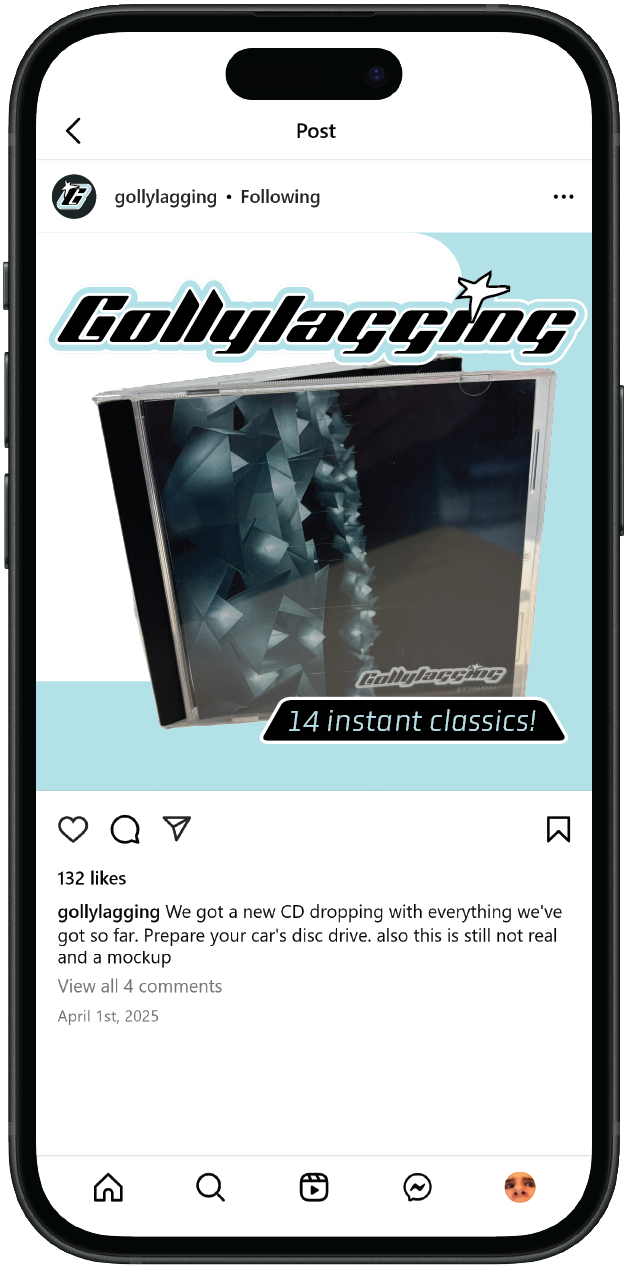 Post
gollylagging • Following
Gollylagging
Gollylagging
14 instant classics!
132 likes
gollylagging We got a new CD dropping with everything we've
got so far. Prepare your car's disc drive. also this is still not real
and a mockup
View all 4 comments
April 1st, 2025